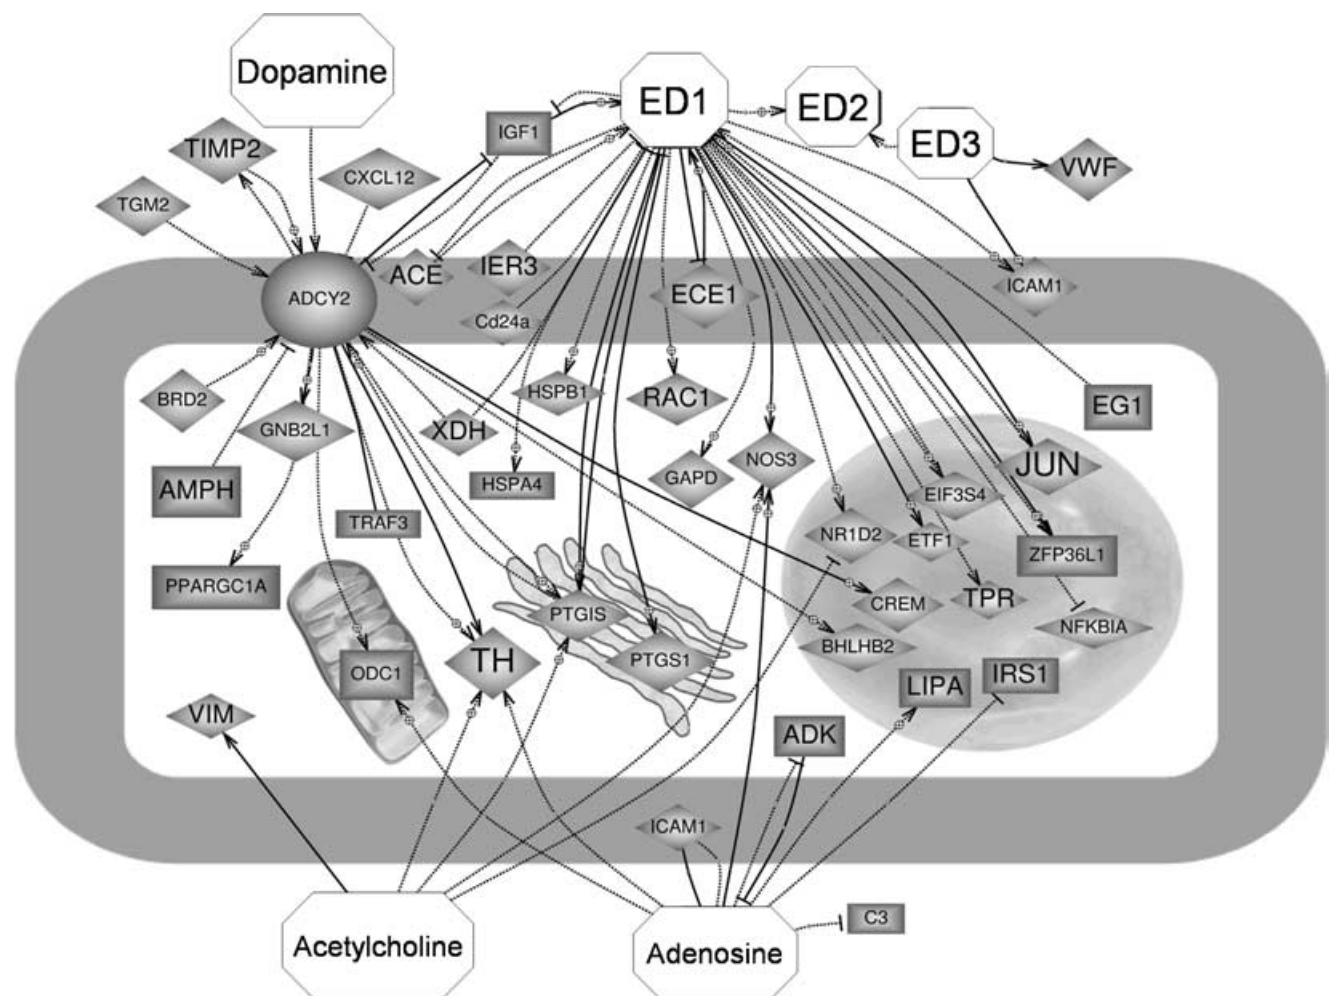 Dopamine
ED1
ED2
ED3
IGF1
TIMP2
CXCL12
VWF
TGM2
ACE
IER3
ECE1
ICAM1
ADCY2
Cd24a
BRD2
GNB2L1
XDH
HSPB1
RAC1
EG1
AMPH
HSPA4
GAPD
NOS3
JUN
EIF3S4
TRAF3
NR1D2
ETF1
ZFP36L1
PPARGC1A
PTGIS
CREM
TPR
NFKBIA
TH
PTGS1
BHLHB2
ODC1
LIPA
IRS1
VIM
ADK
ICAM1
C3
Acetylcholine
Adenosine